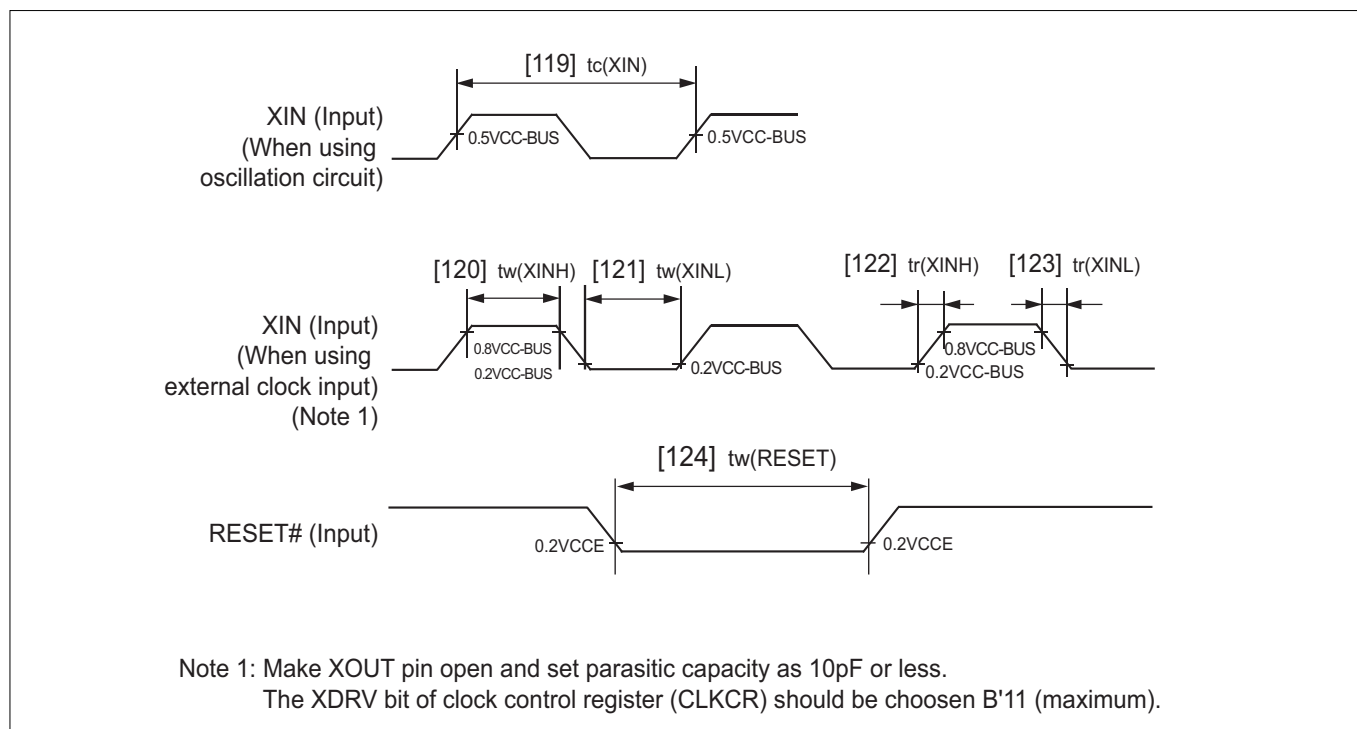 [119] tc(XIN)
XIN (Input)
(When using
oscillation circuit)
0.5VCC-BUS
0.5VCC-BUS
[120] tw(XINH)
[121] tw(XINL)
[122] tr(XINH)
[123] tr(XINL)
XIN (Input)
(When using
external clock input)
(Note 1)
0.8VCC-BUS
0.2VCC-BUS
0.2VCC-BUS
0.8VCC-BUS
0.2VCC-BUS
[124] tw(RESET)
RESET# (Input)
0.2VCCE
0.2VCCE
Note 1: Make XOUT pin open and set parasitic capacity as 10pF or less.
The XDRV bit of clock control register (CLKCR) should be choosen B'11 (maximum).